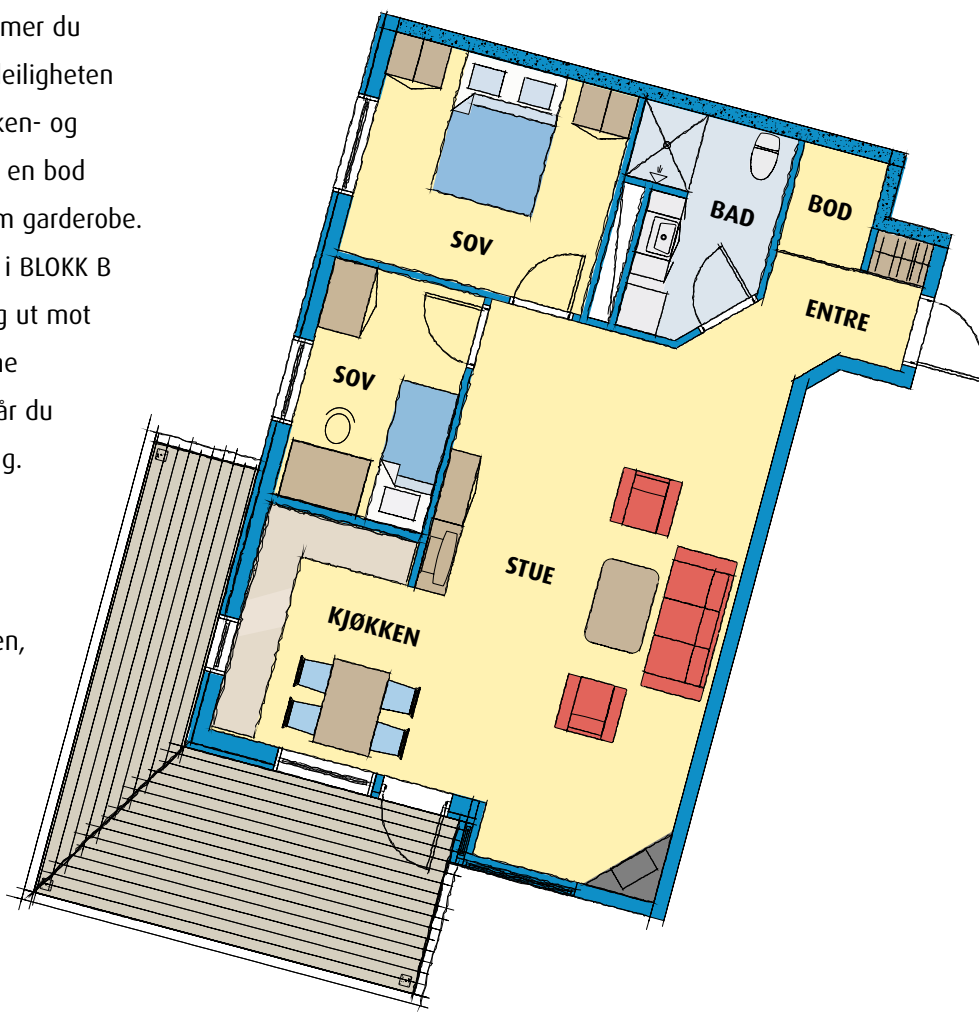 mer du
leiligheten
ken- og
en bod
m garderobe.
i BLOKK B
g ut mot
ne
år du
g.
en,
SOV
BAD
BOD
ENTRE
SOV
STUE
KJØKKEN